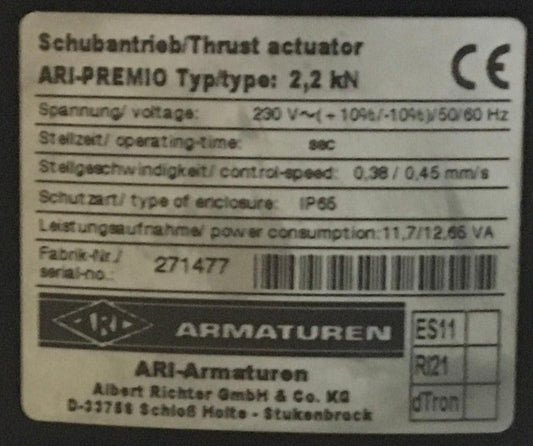 Schubantrieb/Thrust actuator
ARI-PREMIO Typ/type: 2,2 kN
CE
Spannung/ voltage: 230 V~(+10%/-10%)/50/60 Hz
Stellzeit/ operating-time: sec
Stellgeschwindigkeit/ control-speed: 0,38 / 0,45 mm/s
Schutzart/ type of enclosure: IP65
Leistungsaufnahme/ power consumption: 11,7/12,65 VA
Fabrik-Nr./
serial-no.: 271477
ARI ARMATUREN
ARI-Armaturen
Albert Richter GmbH & Co. KG
D-33758 Schloß Holte - Stukenbrock
ES11
RI21
dTron